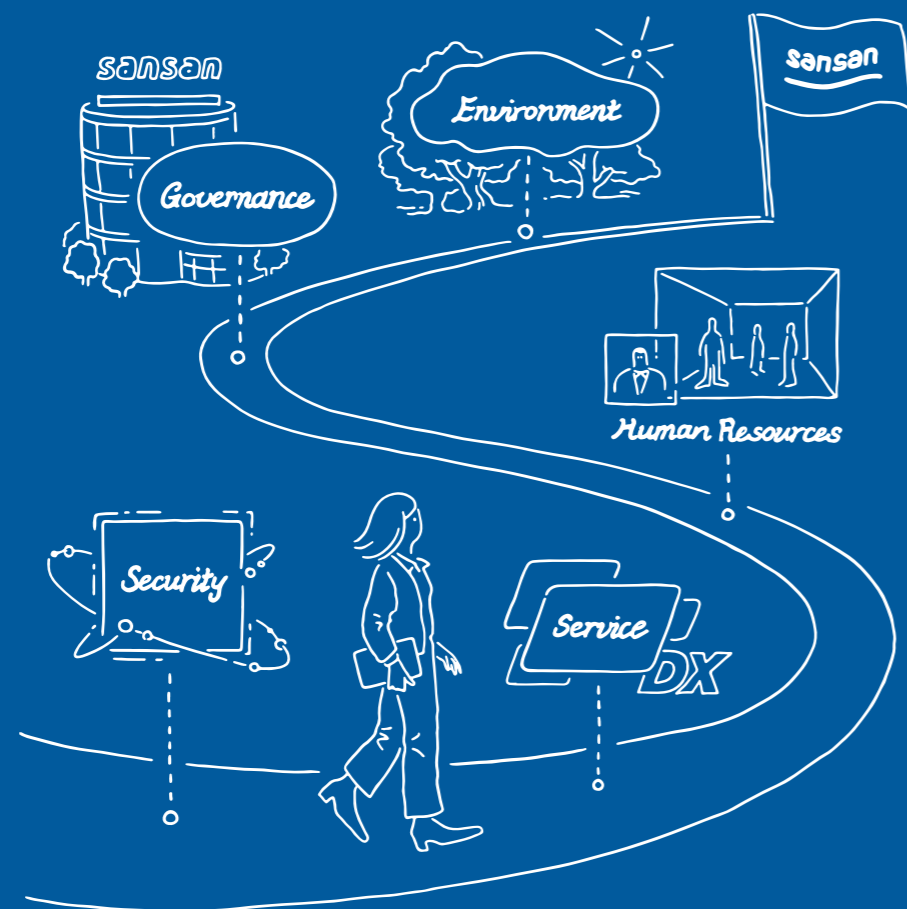 sansan
sansan
Environment
Governance
Human Resources
Security
Service
DX